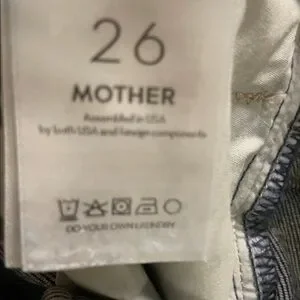 26
MOTHER
Assembled in USA
by both USA and foreign components
DO YOUR OWN LAUNDRY